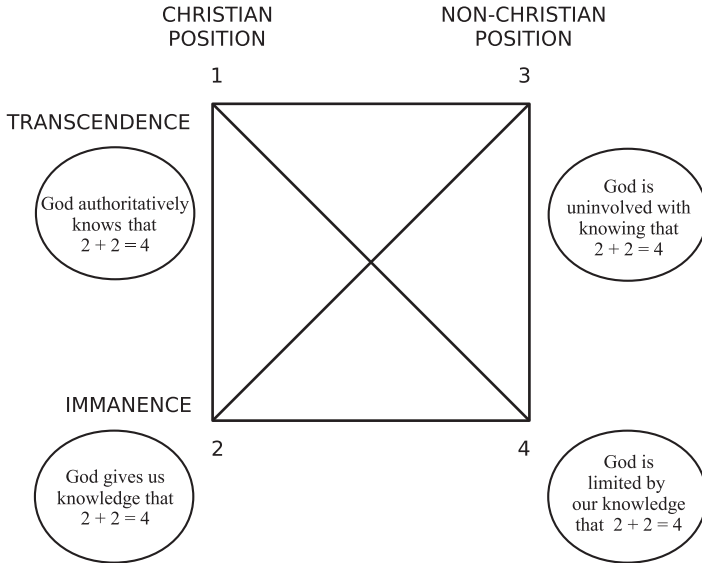 CHRISTIAN
POSITION
NON-CHRISTIAN
POSITION
1
3
TRANSCENDENCE
God authoritatively
knows that
2 + 2 = 4
God is
uninvolved with
knowing that
2 + 2 = 4
IMMANENCE
2
4
God gives us
knowledge that
2 + 2 = 4
God is
limited by
our knowledge
that 2 + 2 = 4